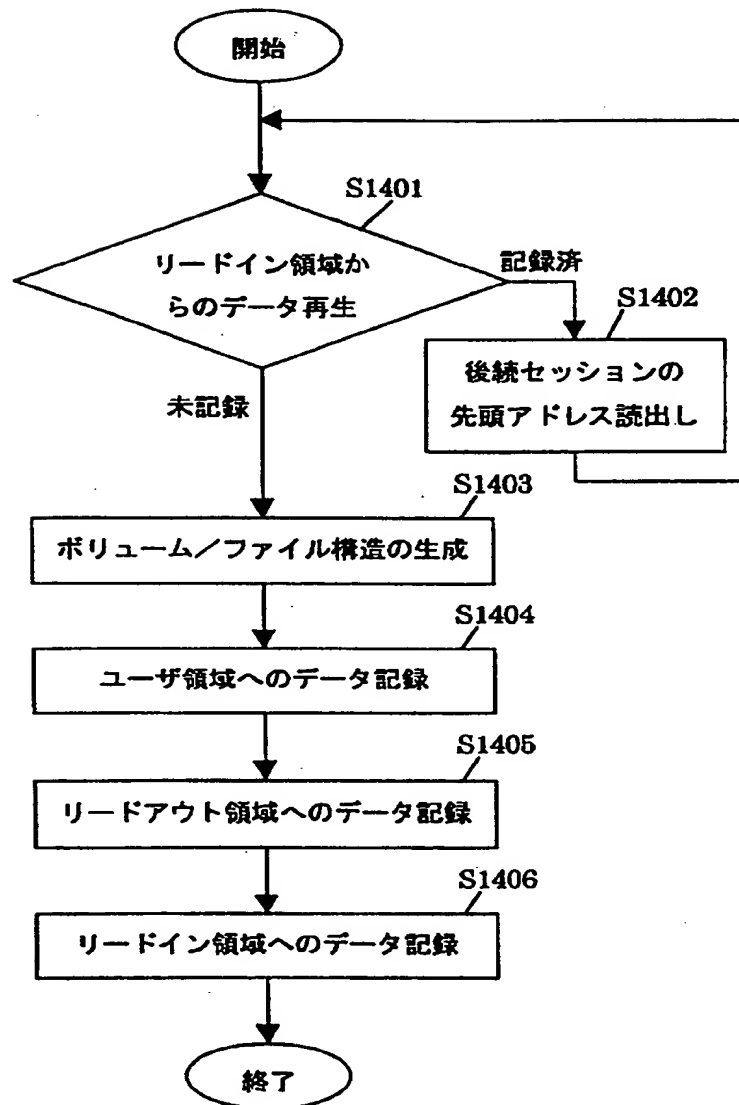 開始
S1401
リードイン領域か
らのデータ再生
記録済
S1402
後続セッションの
先頭アドレス読出し
未記録
S1403
ボリューム／ファイル構造の生成
S1404
ユーザ領域へのデータ記録
S1405
リードアウト領域へのデータ記録
S1406
リードイン領域へのデータ記録
終了